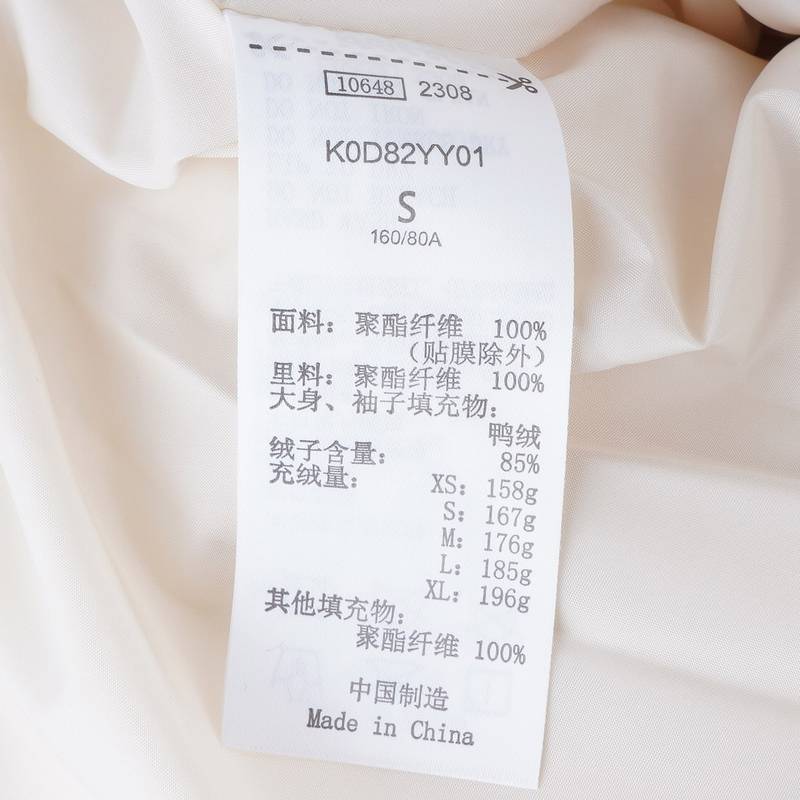 10648 2308
K0D82YY01
S
160/80A
面料: 聚酯纤维 100%
(贴膜除外)
里料: 聚酯纤维 100%
大身、袖子填充物:
鸭绒
绒子含量: 85%
充绒量: XS: 158g
S: 167g
M: 176g
L: 185g
XL: 196g
其他填充物:
聚酯纤维 100%
中国制造
Made in China